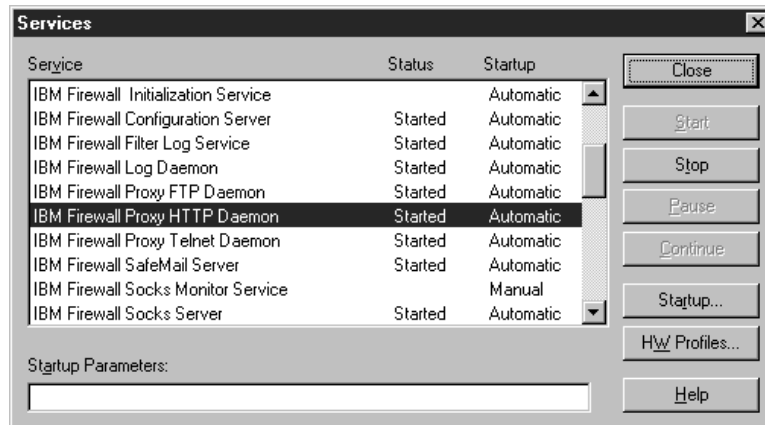 Services
Service Status Startup
IBM Firewall Initialization Service Automatic
IBM Firewall Configuration Server Started Automatic
IBM Firewall Filter Log Service Started Automatic
IBM Firewall Log Daemon Started Automatic
IBM Firewall Proxy FTP Daemon Started Automatic
IBM Firewall Proxy HTTP Daemon Started Automatic
IBM Firewall Proxy Telnet Daemon Started Automatic
IBM Firewall SafeMail Server Started Automatic
IBM Firewall Socks Monitor Service Manual
IBM Firewall Socks Server Started Automatic
Startup Parameters:
Close
Start
Stop
Pause
Continue
Startup...
HW Profiles...
Help